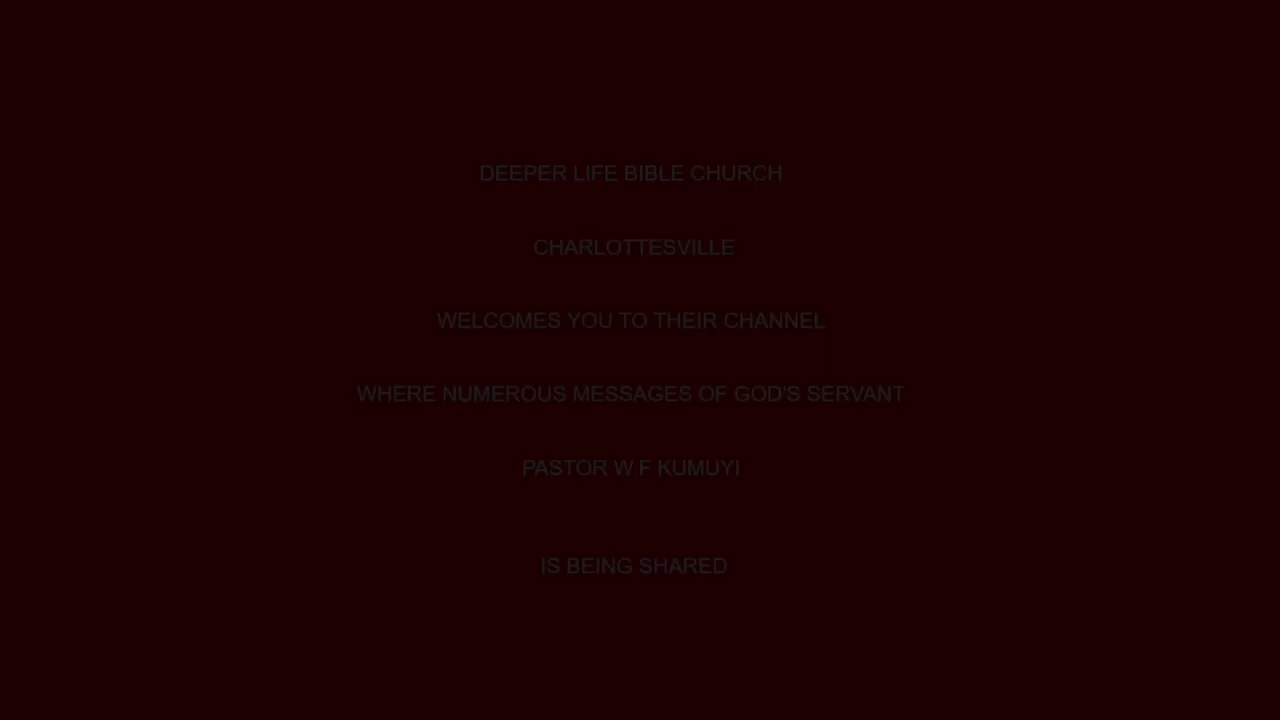 DEEPER LIFE BIBLE CHURCH
CHARLOTTESVILLE
WELCOMES YOU TO THEIR CHANNEL
WHERE NUMEROUS MESSAGES OF GOD'S SERVANT
PASTOR W.F KUMUYI
IS BEING SHARED